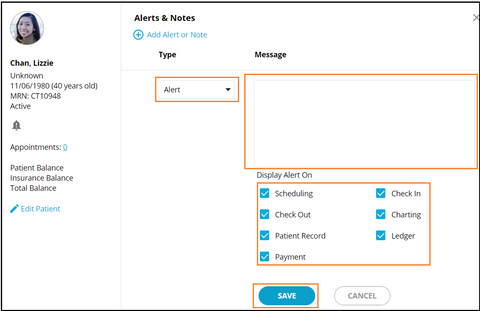 Chan, Lizzie
Unknown
11/06/1980 (40 years old)
MRN: CT10948
Active
Appointments: 0
Patient Balance
Insurance Balance
Total Balance
Edit Patient
Alerts & Notes
Add Alert or Note
Type Message
Alert
Display Alert On
Scheduling Check In
Check Out Charting
Patient Record Ledger
Payment
SAVE CANCEL